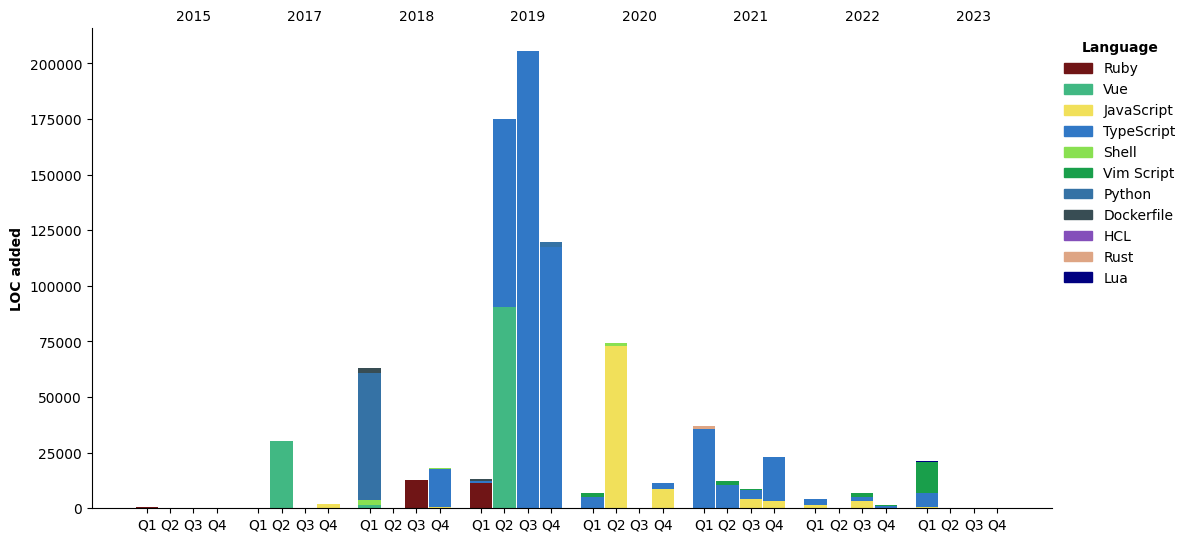 2015 2017 2018 2019 2020 2021 2022 2023
LOC added
200000
175000
150000
125000
100000
75000
50000
25000
0
Q1 Q2 Q3 Q4 Q1 Q2 Q3 Q4 Q1 Q2 Q3 Q4 Q1 Q2 Q3 Q4 Q1 Q2 Q3 Q4 Q1 Q2 Q3 Q4 Q1 Q2 Q3 Q4 Q1 Q2 Q3 Q4
Language
Ruby
Vue
JavaScript
TypeScript
Shell
Vim Script
Python
Dockerfile
HCL
Rust
Lua